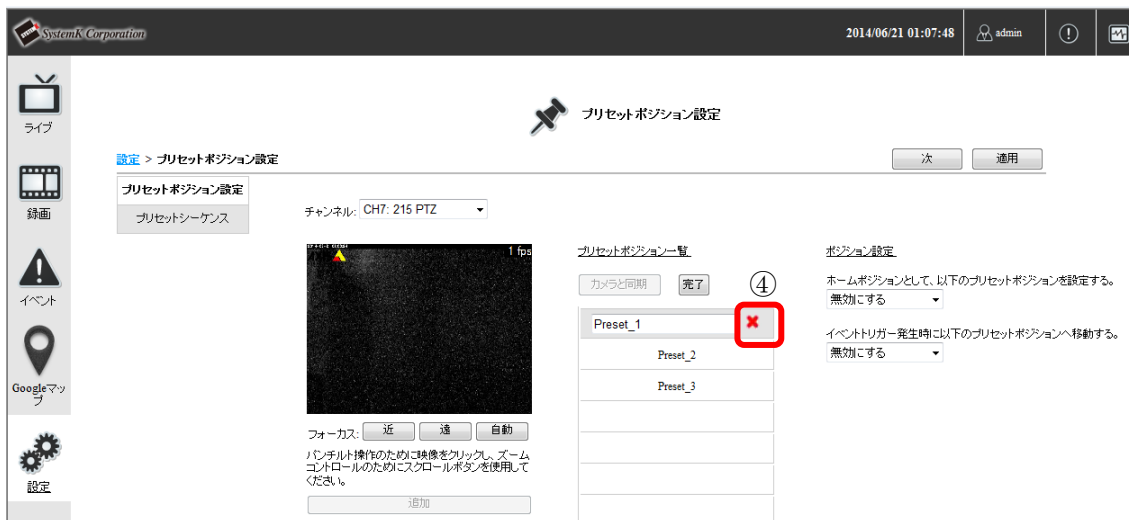 SystemK Corporation
2014/06/21 01:07:48
admin
ライブ
録画
イベント
Googleマッ
プ
設定
プリセットポジション設定
設定 > プリセットポジション設定
次
適用
プリセットポジション設定
プリセットシーケンス
チャンネル: CH7: 215 PTZ
1 fps
フォーカス: 近 遠 自動
パンチルト操作のために映像をクリックし、ズーム
コントロールのためにスクロールボタンを使用して
ください。
追加
プリセットポジション一覧
カメラと同期
完了
④
Preset_1
Preset_2
Preset_3
ポジション設定
ホームポジションとして、以下のプリセットポジションを設定する。
無効にする
イベントリガー発生時に以下のプリセットポジションへ移動する。
無効にする